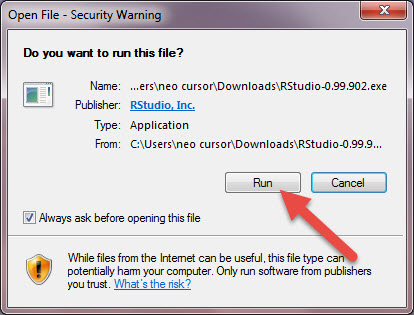 Open File - Security Warning
Do you want to run this file?
Name: ...ers\neo cursor\Downloads\RStudio-0.99.902.exe
Publisher: RStudio, Inc.
Type: Application
From: C:\Users\neo cursor\Downloads\RStudio-0.99.9...
Run Cancel
Always ask before opening this file
While files from the Internet can be useful, this file type can
potentially harm your computer. Only run software from publishers
you trust. What's the risk?